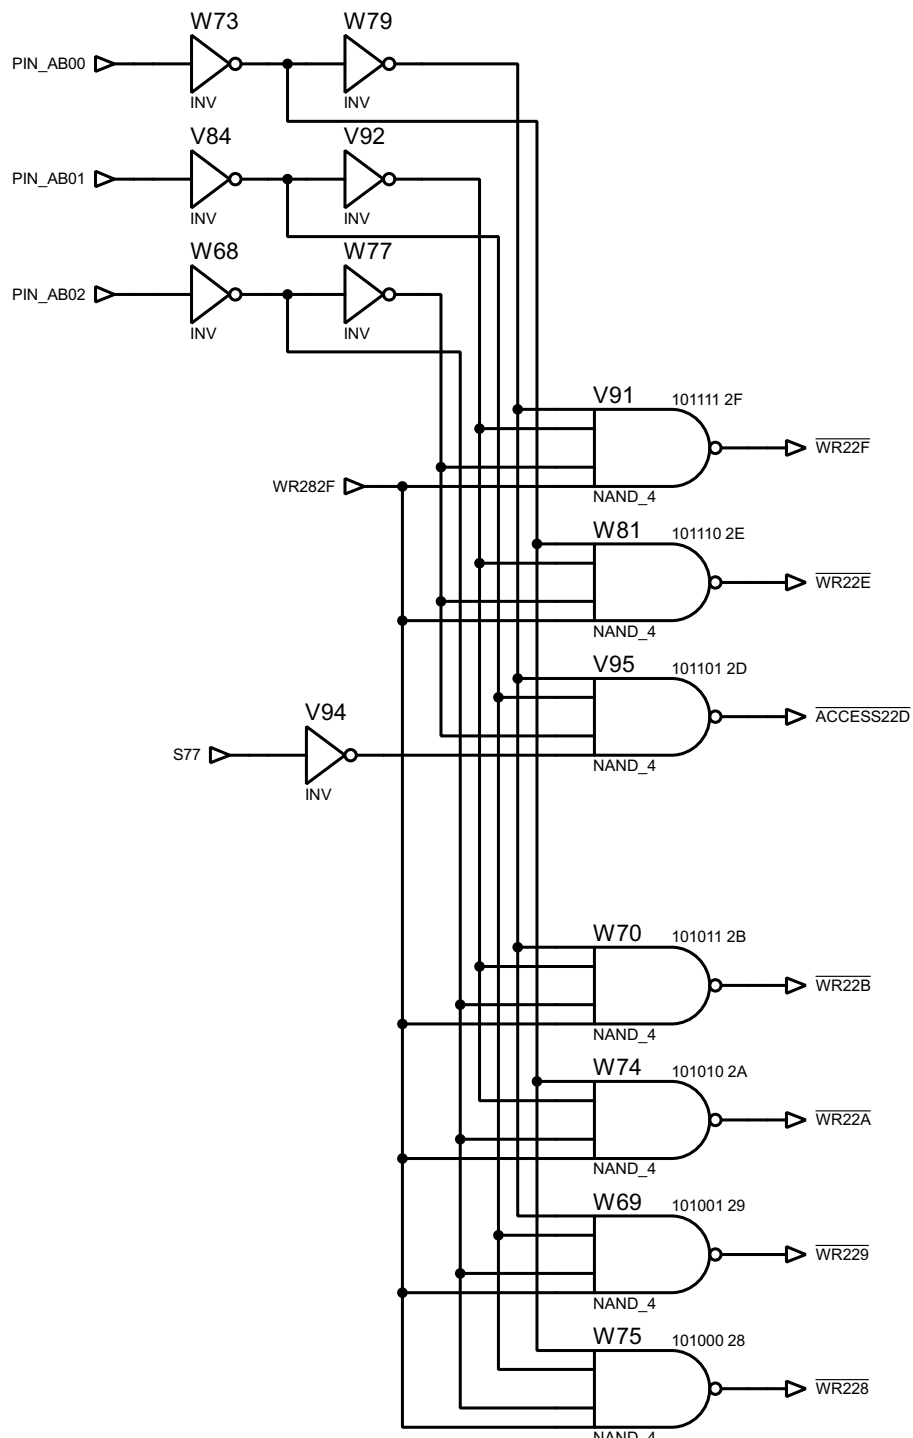 W73 W79
PIN_AB00
INV INV
V84 V92
PIN_AB01
INV INV
W68 W77
PIN_AB02
INV INV
V91 101111 2F
WR22F
WR282F
NAND_4
W81 101110 2E
WR22E
NAND_4
V95 101101 2D
V94
ACCESS22D
S77
NAND_4
INV
W70 101011 2B
WR22B
NAND_4
W74 101010 2A
WR22A
NAND_4
W69 101001 29
WR229
NAND_4
W75 101000 28
WR228
NAND_4